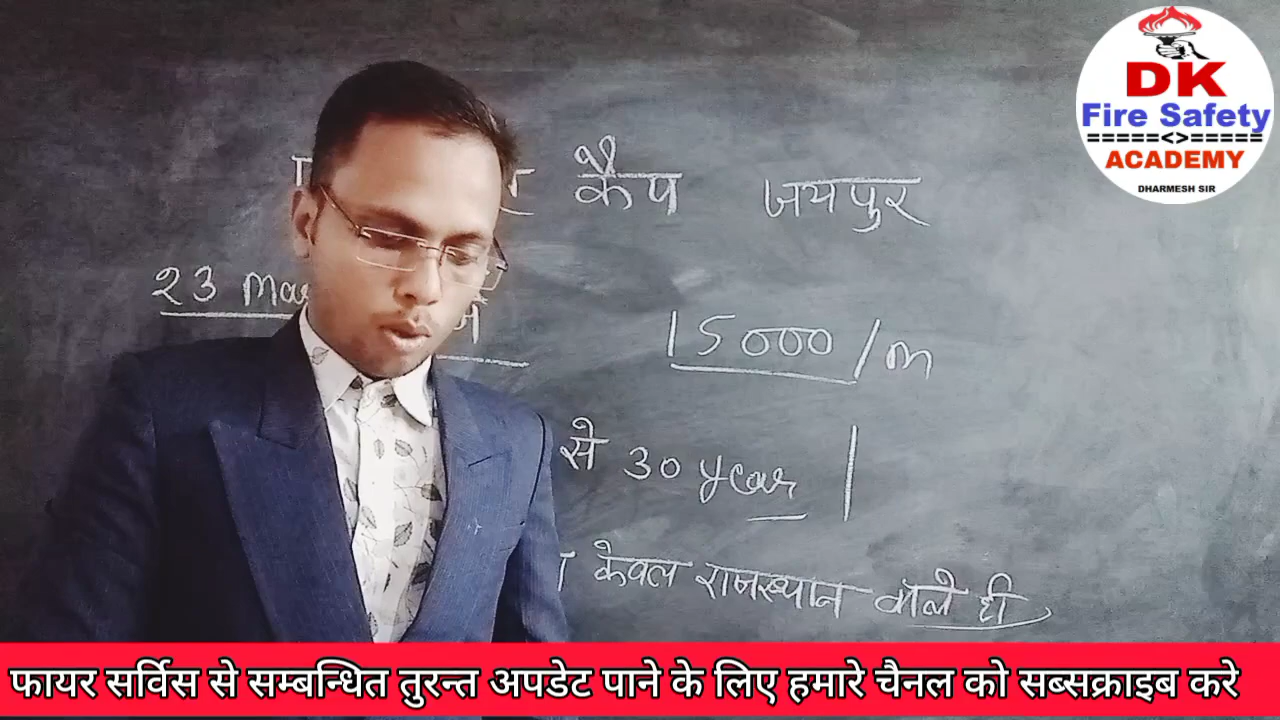 DK
Fire Safety
=====<>=====
ACADEMY
DHARMESH SIR
कैंप जयपुर
23
15000/m
से 30 year |
केवल राजस्थान वाले ही
फायर सर्विस से सम्बन्धित तुरन्त अपडेट पाने के लिए हमारे चैनल को सब्सक्राइब करे